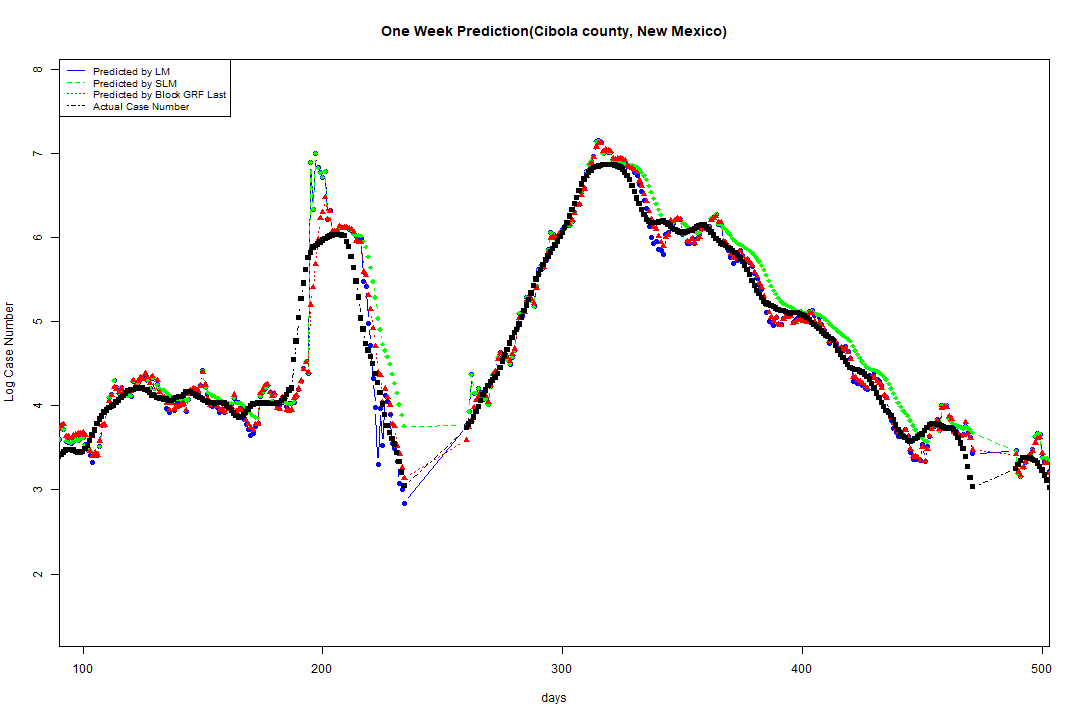 One Week Prediction(Cibola county, New Mexico)
Predicted by LM
Predicted by SLM
Predicted by Block GRF Last
Actual Case Number
8
7
6
5
4
3
2
Log Case Number
100 200 300 400 500
days